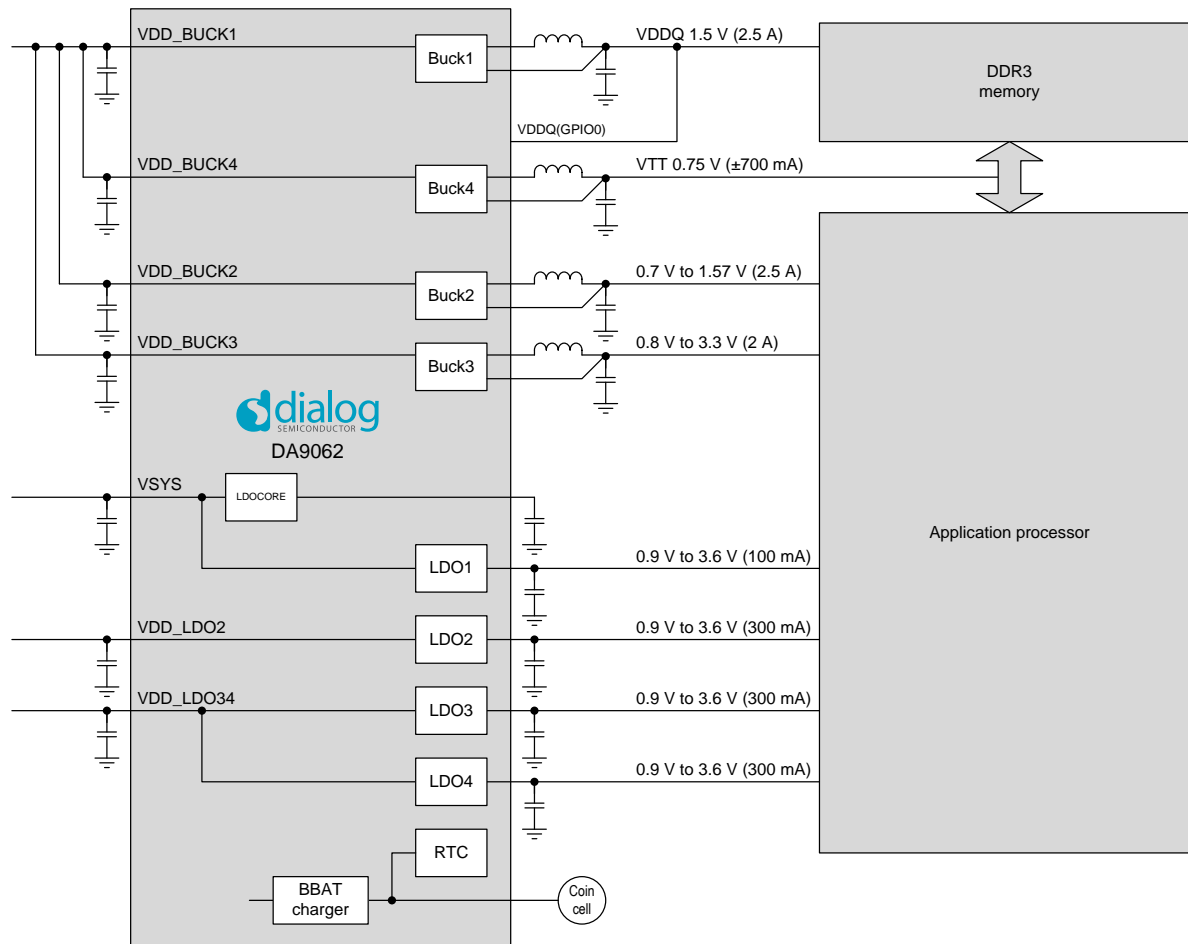 VDD_BUCK1
Buck1
VDDQ 1.5 V (2.5 A)
DDR3
memory
VDDQ(GPIO0)
VDD_BUCK4
Buck4
VTT 0.75 V (±700 mA)
VDD_BUCK2
Buck2
0.7 V to 1.57 V (2.5 A)
VDD_BUCK3
Buck3
0.8 V to 3.3 V (2 A)
dialog
SEMICONDUCTOR
DA9062
VSYS
LDOCORE
Application processor
LDO1
0.9 V to 3.6 V (100 mA)
VDD_LDO2
LDO2
0.9 V to 3.6 V (300 mA)
VDD_LDO34
LDO3
0.9 V to 3.6 V (300 mA)
LDO4
0.9 V to 3.6 V (300 mA)
RTC
BBAT
charger
Coin
cell